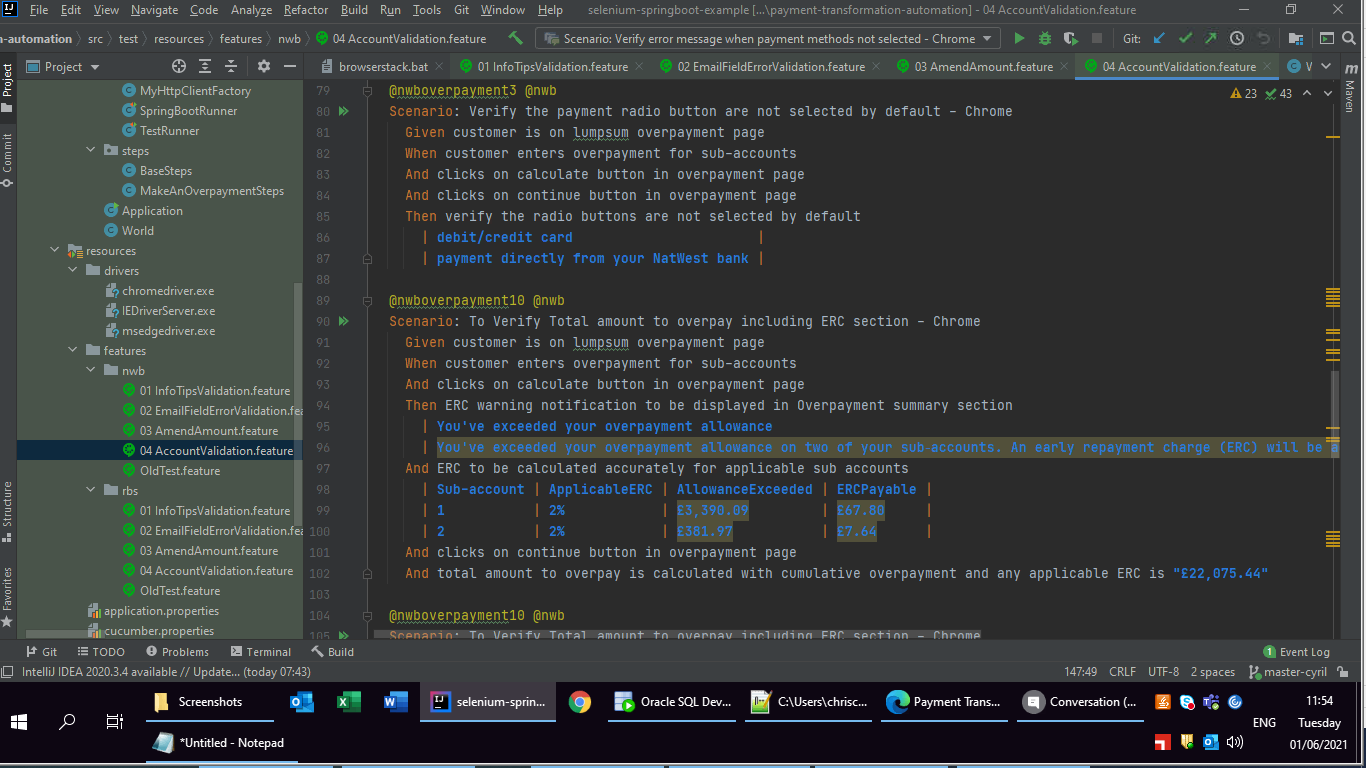 File Edit View Navigate Code Analyze Refactor Build Run Tools Git Window Help selenium-springboot-example [...\payment-transformation-automation] - 04 AccountValidation.feature
n-automation src test resources features nwb 04 AccountValidation.feature Scenario: Verify error message when payment methods not selected - Chrome Git:
Project browserstack.bat 01 InfoTipsValidation.feature 02 EmailFieldErrorValidation.feature 03 AmendAmount.feature 04 AccountValidation.feature
Project
Commit
Structure
Favorites
MyHttpClientFactory
SpringBootRunner
TestRunner
steps
BaseSteps
MakeAnOverpaymentSteps
Application
World
resources
drivers
chromedriver.exe
IEDriverServer.exe
msedgedriver.exe
features
nwb
01 InfoTipsValidation.feature
02 EmailFieldErrorValidation.fea
03 AmendAmount.feature
04 AccountValidation.feature
OldTest.feature
rbs
01 InfoTipsValidation.feature
02 EmailFieldErrorValidation.fea
03 AmendAmount.feature
04 AccountValidation.feature
OldTest.feature
application.properties
cucumber.properties
79 @nwboverpayment3 @nwb
80 Scenario: Verify the payment radio button are not selected by default - Chrome
81 Given customer is on lumpsum overpayment page
82 When customer enters overpayment for sub-accounts
83 And clicks on calculate button in overpayment page
84 And clicks on continue button in overpayment page
85 Then verify the radio buttons are not selected by default
86 | debit/credit card |
87 | payment directly from your NatWest bank |
88
89 @nwboverpayment10 @nwb
90 Scenario: To Verify Total amount to overpay including ERC section - Chrome
91 Given customer is on lumpsum overpayment page
92 When customer enters overpayment for sub-accounts
93 And clicks on calculate button in overpayment page
94 Then ERC warning notification to be displayed in Overpayment summary section
95 | You've exceeded your overpayment allowance
96 | You've exceeded your overpayment allowance on two of your sub-accounts. An early repayment charge (ERC) will be a
97 And ERC to be calculated accurately for applicable sub accounts
98 | Sub-account | ApplicableERC | AllowanceExceeded | ERCPayable |
99 | 1 | 2% | £3,390.09 | £67.80 |
100 | 2 | 2% | £381.97 | £7.64 |
101 And clicks on continue button in overpayment page
102 And total amount to overpay is calculated with cumulative overpayment and any applicable ERC is "£22,075.44"
103
104 @nwboverpayment10 @nwb
105 Scenario: To Verify Total amount to overpay including ERC section - Chrome
23 43
m
Maven
Git TODO Problems Terminal Build 1 Event Log
IntelliJ IDEA 2020.3.4 available // Update... (today 07:43) 147:49 CRLF UTF-8 2 spaces master-cyril
Screenshots selenium-sprin... Oracle SQL Dev... C:\Users\chrisc... Payment Trans... Conversation (...
*Untitled - Notepad
ENG
11:54
Tuesday
01/06/2021